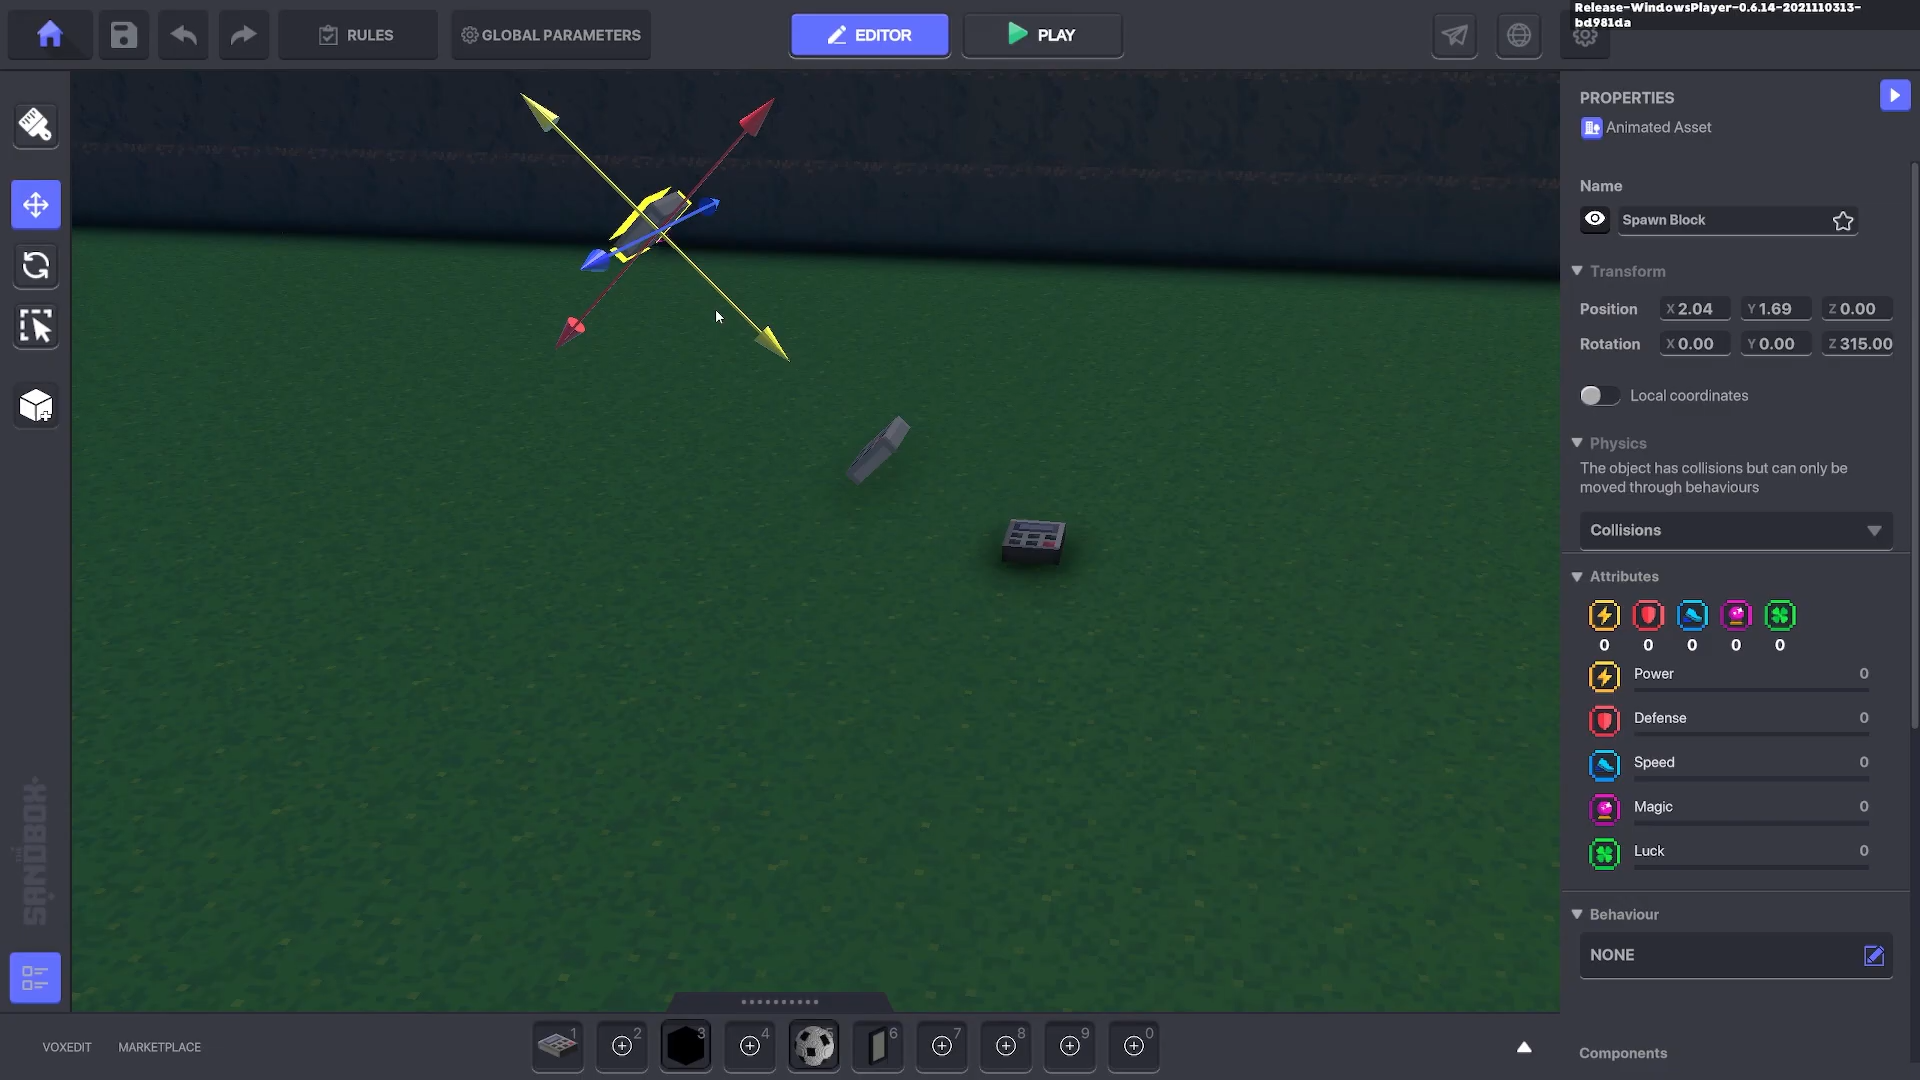 Release-WindowsPlayer-0.6.14-2021110313-
bd981da
RULES
GLOBAL PARAMETERS
EDITOR
PLAY
PROPERTIES
Animated Asset
Name
Spawn Block
Transform
Position X 2.04 Y 1.69 Z 0.00
Rotation X 0.00 Y 0.00 Z 315.00
Local coordinates
Physics
The object has collisions but can only be
moved through behaviours
Collisions
Attributes
0 0 0 0 0
Power 0
Defense 0
Speed 0
Magic 0
Luck 0
Behaviour
NONE
Components
THE SANDBOX
1 2 3 4 5 6 7 8 9 0
VOXEDIT MARKETPLACE